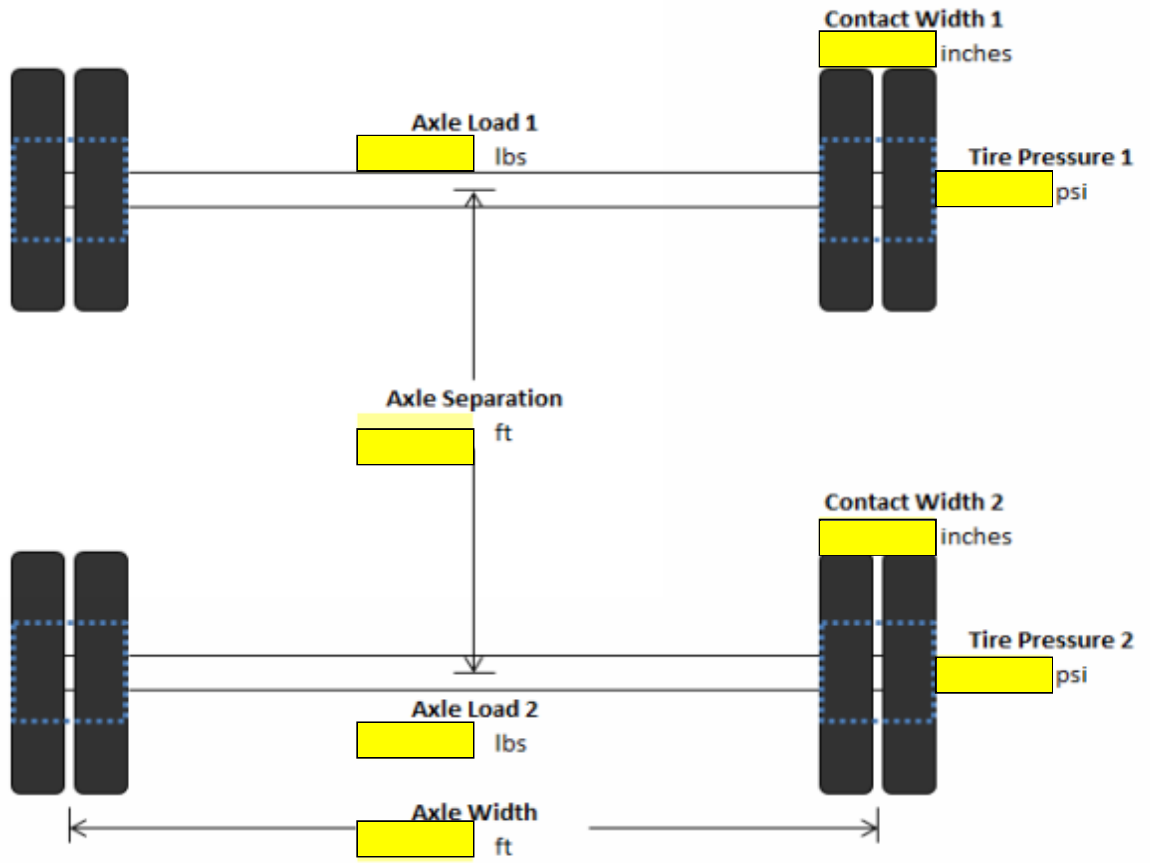 Contact Width 1
inches
Axle Load 1
lbs
Tire Pressure 1
psi
Axle Separation
ft
Contact Width 2
inches
Tire Pressure 2
psi
Axle Load 2
lbs
Axle Width
ft